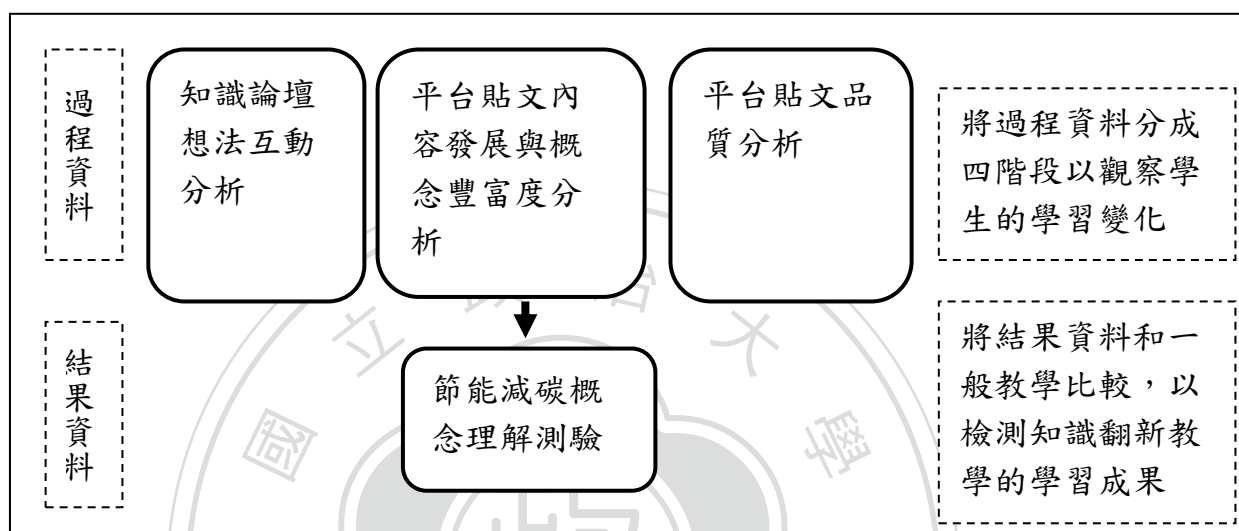 過
程
資
料
知識論壇
想法互動
分析
平台貼文內
容發展與概
念豐富度分
析
平台貼文品
質分析
將過程資料分成
四階段以觀察學
生的學習變化
結
果
資
料
節能減碳概
念理解測驗
將結果資料和一
般教學比較，以
檢測知識翻新教
學的學習成果
國
立
大
學